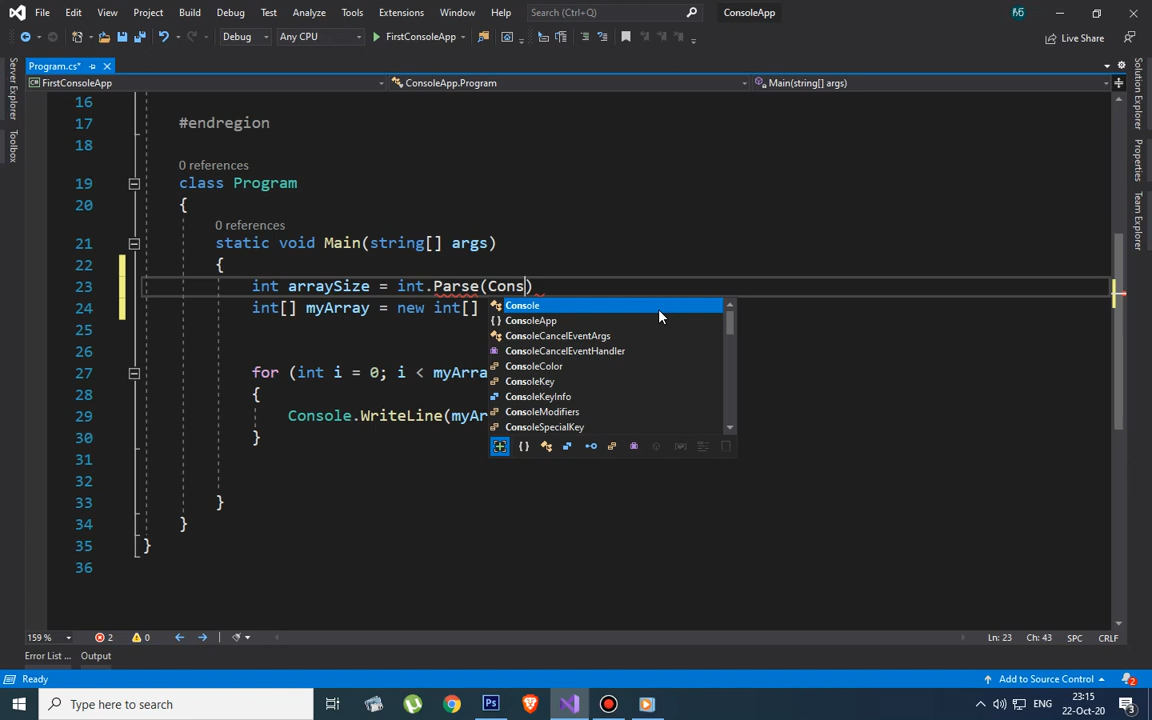 File Edit View Project Build Debug Test Analyze Tools Extensions Window Help Search (Ctrl+Q) ConsoleApp
Debug Any CPU FirstConsoleApp Live Share
Program.cs*
FirstConsoleApp ConsoleApp.Program Main(string[] args)
Server Explorer
Toolbox
Solution Explorer
Properties
Team Explorer
16
17 #endregion
18
0 references
19 class Program
20 {
0 references
21 static void Main(string[] args)
22 {
23 int arraySize = int.Parse(Cons)
24 int[] myArray = new int[]
25
26
27 for (int i = 0; i < myArra
28 {
29 Console.WriteLine(myAr
30 }
31
32
33 }
34 }
35 }
36
Console
ConsoleApp
ConsoleCancelEventArgs
ConsoleCancelEventHandler
ConsoleColor
ConsoleKey
ConsoleKeyInfo
ConsoleModifiers
ConsoleSpecialKey
159 % 2 0 Ln: 23 Ch: 43 SPC CRLF
Error List ... Output
Ready Add to Source Control 2
Type here to search
Ps
ENG
23:15
22-Oct-20
3